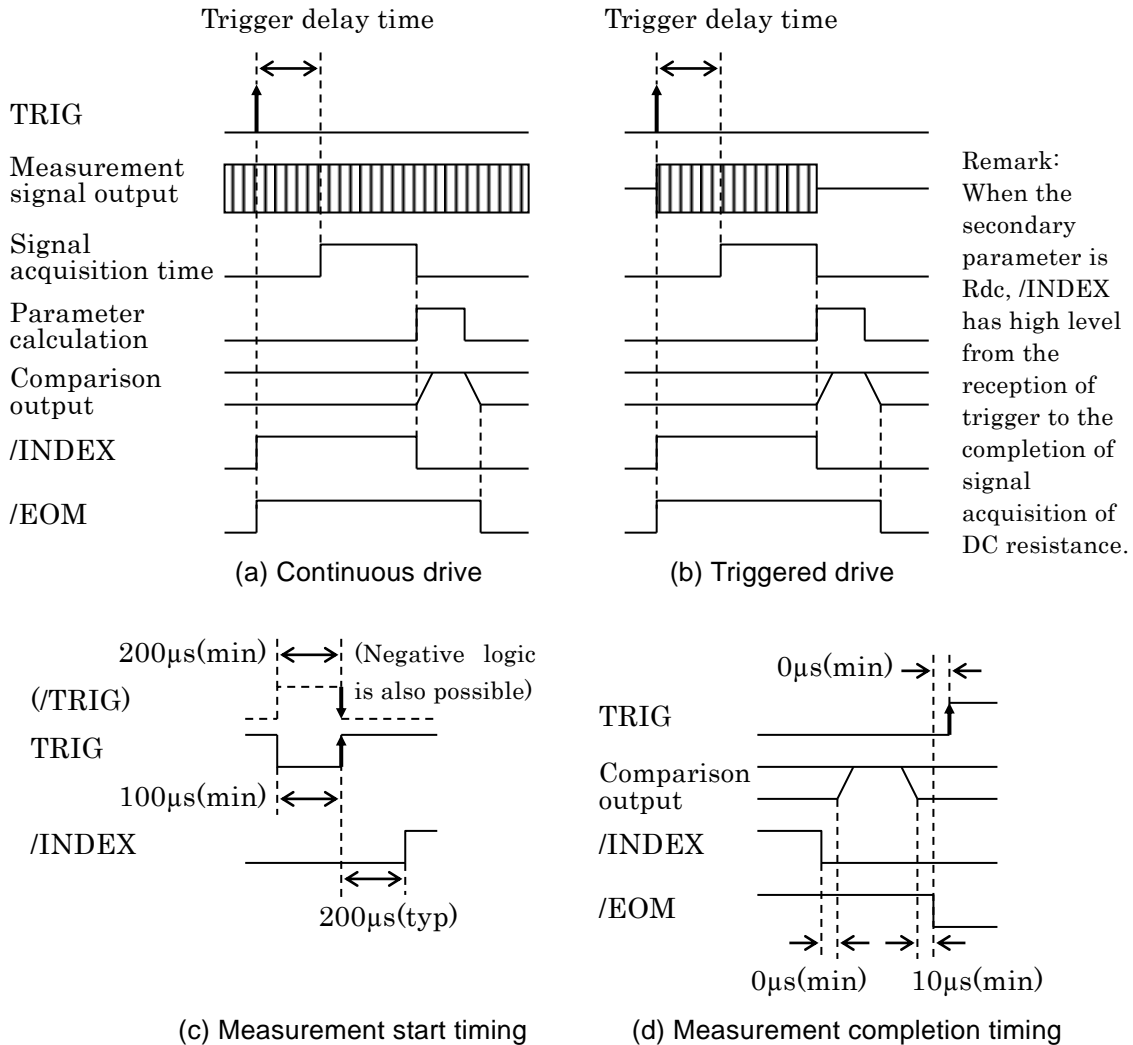 Trigger delay time
TRIG
Measurement
signal output
Signal
acquisition time
Parameter
calculation
Comparison
output
/INDEX
/EOM
(a) Continuous drive
Trigger delay time
(b) Triggered drive
Remark:
When the
secondary
parameter is
Rdc, /INDEX
has high level
from the
reception of
trigger to the
completion of
signal
acquisition of
DC resistance.
200μs(min)
(Negative logic
is also possible)
(/TRIG)
TRIG
100μs(min)
/INDEX
200μs(typ)
(c) Measurement start timing
0μs(min)
TRIG
Comparison
output
/INDEX
/EOM
0μs(min)
10μs(min)
(d) Measurement completion timing